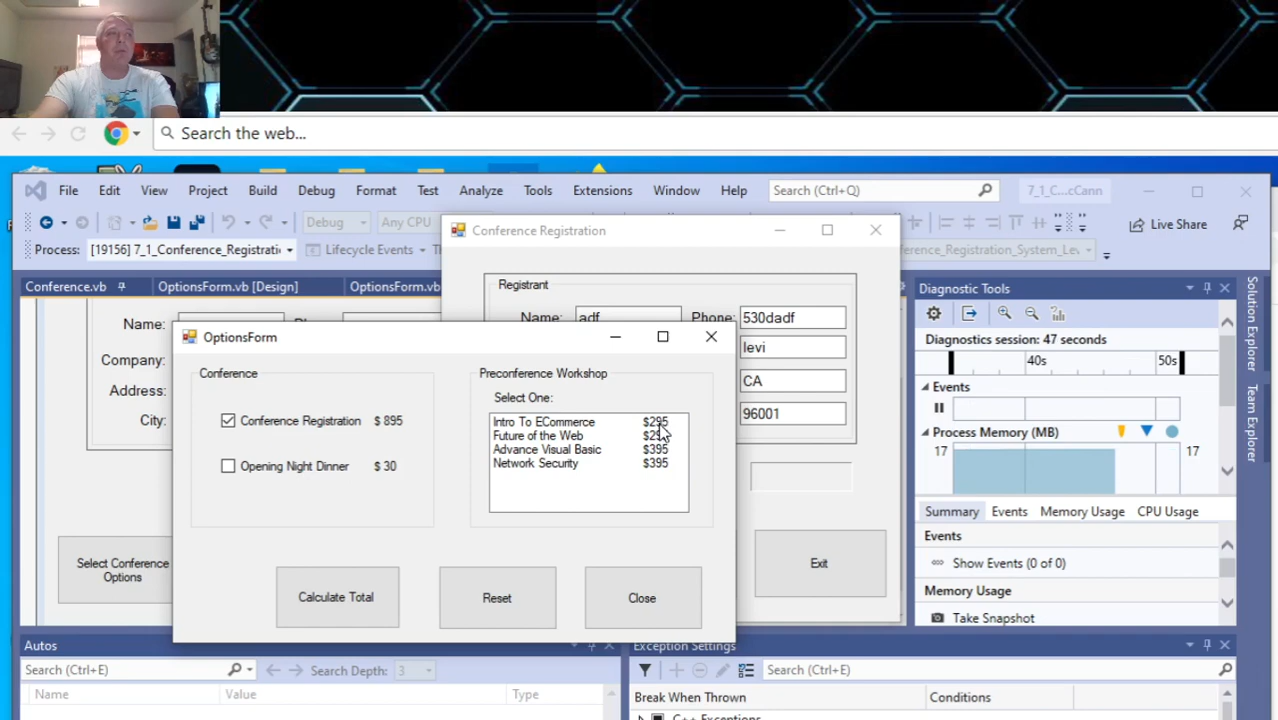 Search the web...
File Edit View Project Build Debug Format Test Analyze Tools Extensions Window Help Search (Ctrl+Q) 7_1_C...cCann
Debug Any CPU Live Share
Process: [19156] 7_1_Conference_Registrati Lifecycle Events
Conference.vb OptionsForm.vb [Design] OptionsForm.vb
Name:
Company:
Address:
City:
Select Conference
Options
Conference Registration
Registrant
Name: adf Phone: 530dadf
levi
CA
96001
Exit
OptionsForm
Conference
Conference Registration $ 895
Opening Night Dinner $ 30
Preconference Workshop
Select One:
Intro To ECommerce $295
Future of the Web
Advance Visual Basic $395
Network Security $395
Calculate Total Reset Close
Diagnostic Tools
Diagnostics session: 47 seconds
40s 50s
Events
Process Memory (MB)
17 17
Summary Events Memory Usage CPU Usage
Events
Show Events (0 of 0)
Memory Usage
Take Snapshot
Solution Explorer
Team Explorer
Autos
Search (Ctrl+E) Search Depth: 3
Name Value Type
Exception Settings
Search (Ctrl+E)
Break When Thrown Conditions
C++ Exceptions